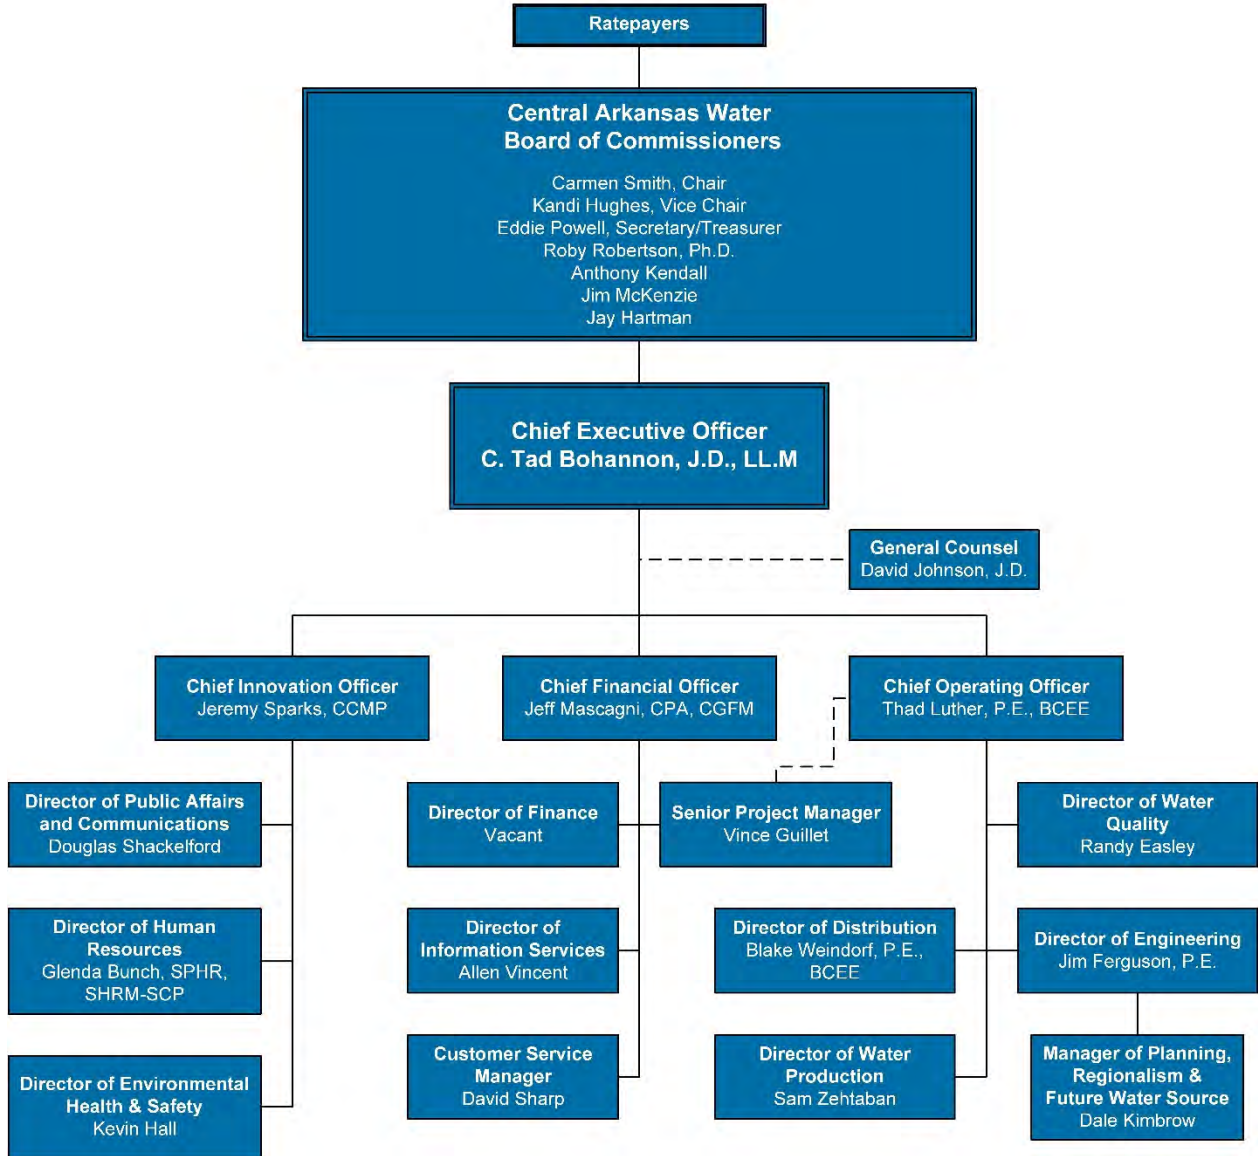 Ratepayers
Central Arkansas Water
Board of Commissioners
Carmen Smith, Chair
Kandi Hughes, Vice Chair
Eddie Powell, Secretary/Treasurer
Roby Robertson, Ph.D.
Anthony Kendall
Jim McKenzie
Jay Hartman
Chief Executive Officer
C. Tad Bohannon, J.D., LL.M
General Counsel
David Johnson, J.D.
Chief Innovation Officer
Jeremy Sparks, CCMP
Chief Financial Officer
Jeff Mascagni, CPA, CGFM
Chief Operating Officer
Thad Luther, P.E., BCEE
Director of Public Affairs
and Communications
Douglas Shackelford
Director of Finance
Vacant
Senior Project Manager
Vince Guillet
Director of Water
Quality
Randy Easley
Director of Human
Resources
Glenda Bunch, SPHR,
SHRM-SCP
Director of
Information Services
Allen Vincent
Director of Distribution
Blake Weindorf, P.E.,
BCEE
Director of Engineering
Jim Ferguson, P.E.
Director of Environmental
Health & Safety
Kevin Hall
Customer Service
Manager
David Sharp
Director of Water
Production
Sam Zehtaban
Manager of Planning,
Regionalism &
Future Water Source
Dale Kimbrow